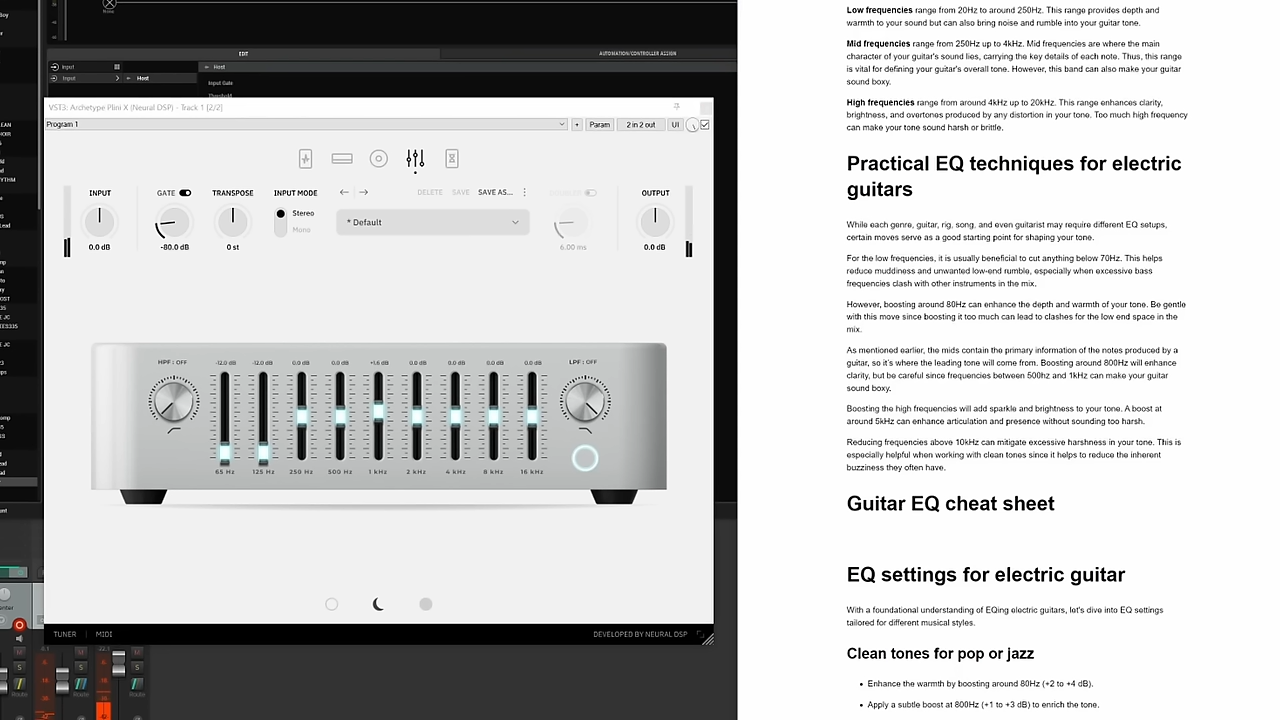 EDIT
AUTOMATION/CONTROLLER ASSIGN
Input
Host
Input
Host
Input Gate
Threshold
VST3: Archetype Plini X (Neural DSP) - Track 1 [2/2]
Program 1
+
Param
2 in 2 out
UI
INPUT
GATE
TRANSPOSE
INPUT MODE
DELETE
SAVE
SAVE AS...
OUTPUT
Stereo
Mono
* Default
0.0 dB
-80.0 dB
0 st
6.00 ms
0.0 dB
HPF : OFF
-12.0 dB
-12.0 dB
0.0 dB
0.0 dB
+1.6 dB
0.0 dB
0.0 dB
0.0 dB
0.0 dB
LPF : OFF
65 Hz
125 Hz
250 Hz
500 Hz
1 kHz
2 kHz
4 kHz
8 kHz
16 kHz
TUNER
MIDI
DEVELOPED BY NEURAL DSP
M
S
Route
M
S
Route
M
S
Route
Low frequencies range from 20Hz to around 250Hz. This range provides depth and
warmth to your sound but can also bring noise and rumble into your guitar tone.
Mid frequencies range from 250Hz up to 4kHz. Mid frequencies are where the main
character of your guitar's sound lies, carrying the key details of each note. Thus, this range
is vital for defining your guitar's overall tone. However, this band can also make your guitar
sound boxy.
High frequencies range from around 4kHz up to 20kHz. This range enhances clarity,
brightness, and overtones produced by any distortion in your tone. Too much high frequency
can make your tone sound harsh or brittle.
Practical EQ techniques for electric
guitars
While each genre, guitar, rig, song, and even guitarist may require different EQ setups,
certain moves serve as a good starting point for shaping your tone.
For the low frequencies, it is usually beneficial to cut anything below 70Hz. This helps
reduce muddiness and unwanted low-end rumble, especially when excessive bass
frequencies clash with other instruments in the mix.
However, boosting around 80Hz can enhance the depth and warmth of your tone. Be gentle
with this move since boosting it too much can lead to clashes for the low end space in the
mix.
As mentioned earlier, the mids contain the primary information of the notes produced by a
guitar, so it's where the leading tone will come from. Boosting around 800Hz will enhance
clarity, but be careful since frequencies between 500hz and 1kHz can make your guitar
sound boxy.
Boosting the high frequencies will add sparkle and brightness to your tone. A boost at
around 5kHz can enhance articulation and presence without sounding too harsh.
Reducing frequencies above 10kHz can mitigate excessive harshness in your tone. This is
especially helpful when working with clean tones since it helps to reduce the inherent
buzziness they often have.
Guitar EQ cheat sheet
EQ settings for electric guitar
With a foundational understanding of EQing electric guitars, let's dive into EQ settings
tailored for different musical styles.
Clean tones for pop or jazz
• Enhance the warmth by boosting around 80Hz (+2 to +4 dB).
• Apply a subtle boost at 800Hz (+1 to +3 dB) to enrich the tone.